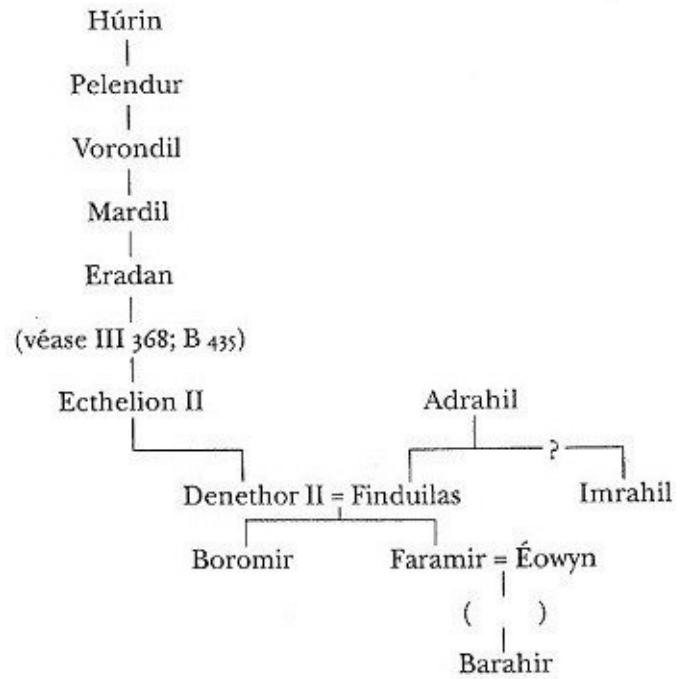 Húrin
Pelendur
Vorondil
Mardil
Eradan
(véase III 368; B 435)
Ecthelion II Adrahil
?
Denethor II = Finduilas Imrahil
Boromir Faramir = Éowyn
( )
Barahir